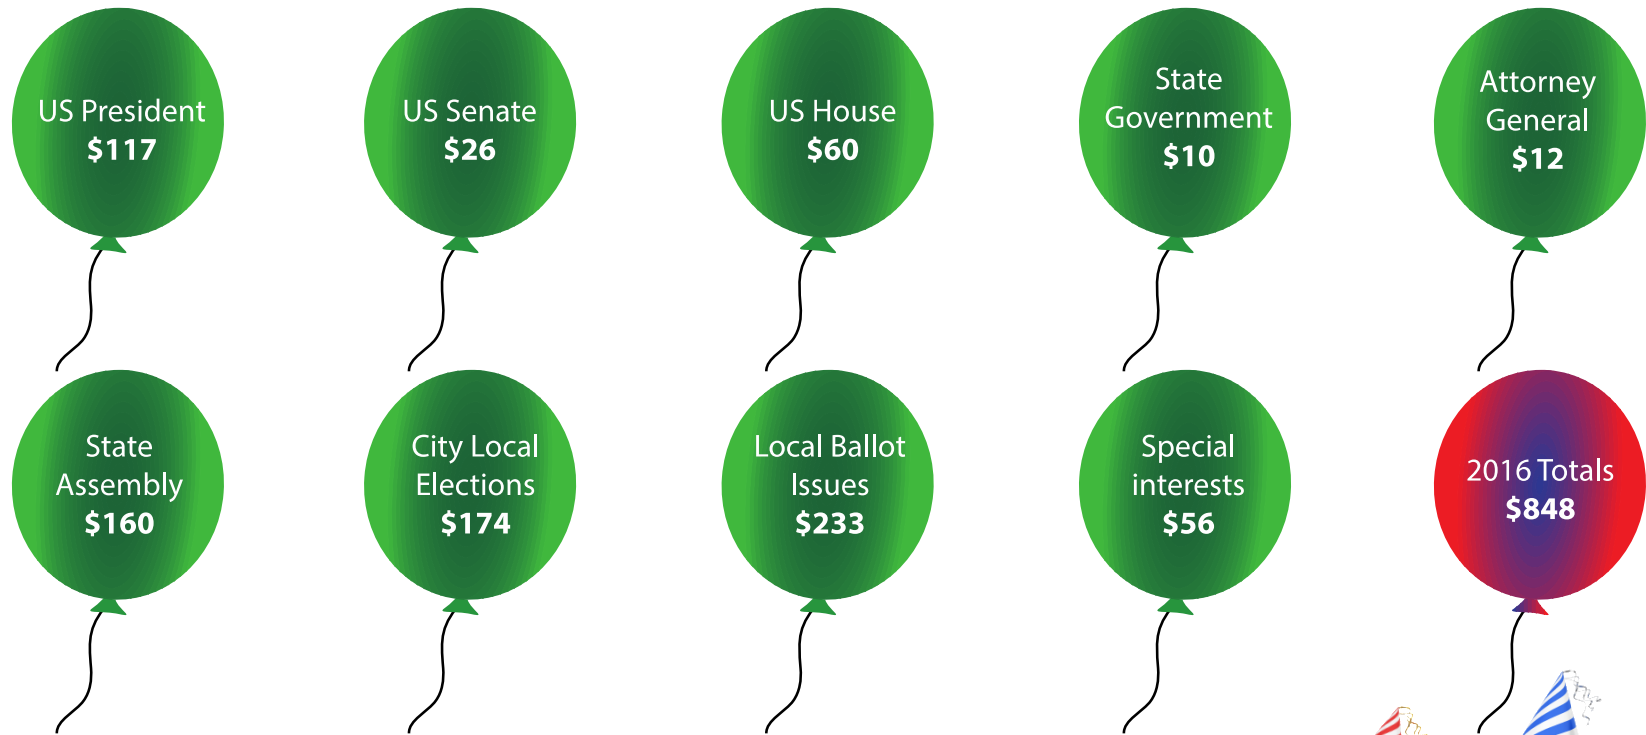 US President
$117
US Senate
$26
US House
$60
State
Government
$10
Attorney
General
$12
State
Assembly
$160
City Local
Elections
$174
Local Ballot
Issues
$233
Special
interests
$56
2016 Totals
$848